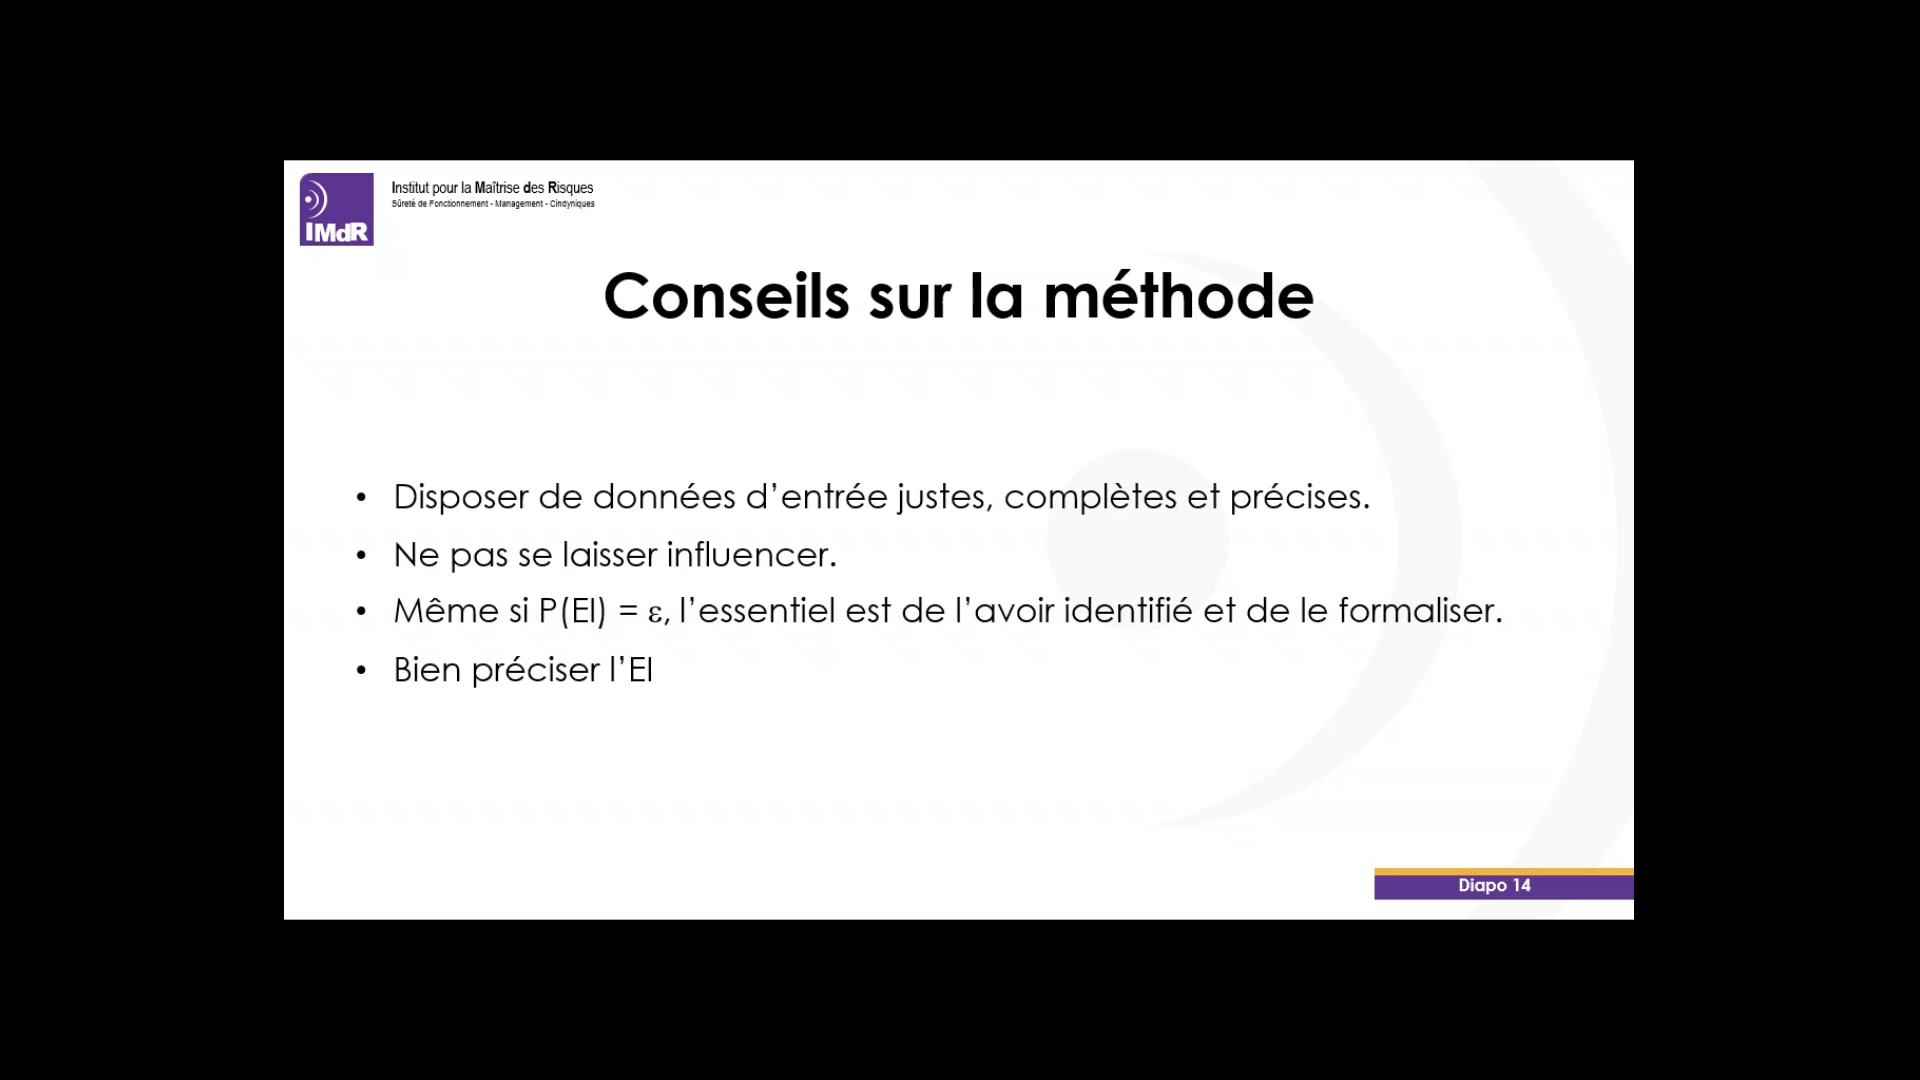 IMdR
Institut pour la Maîtrise des Risques
Sûreté de Fonctionnement - Management - Cindyniques
Conseils sur la méthode
• Disposer de données d’entrée justes, complètes et précises.
• Ne pas se laisser influencer.
• Même si P(EI) = ε, l’essentiel est de l’avoir identifié et de le formaliser.
• Bien préciser l’EI
Diapo 14